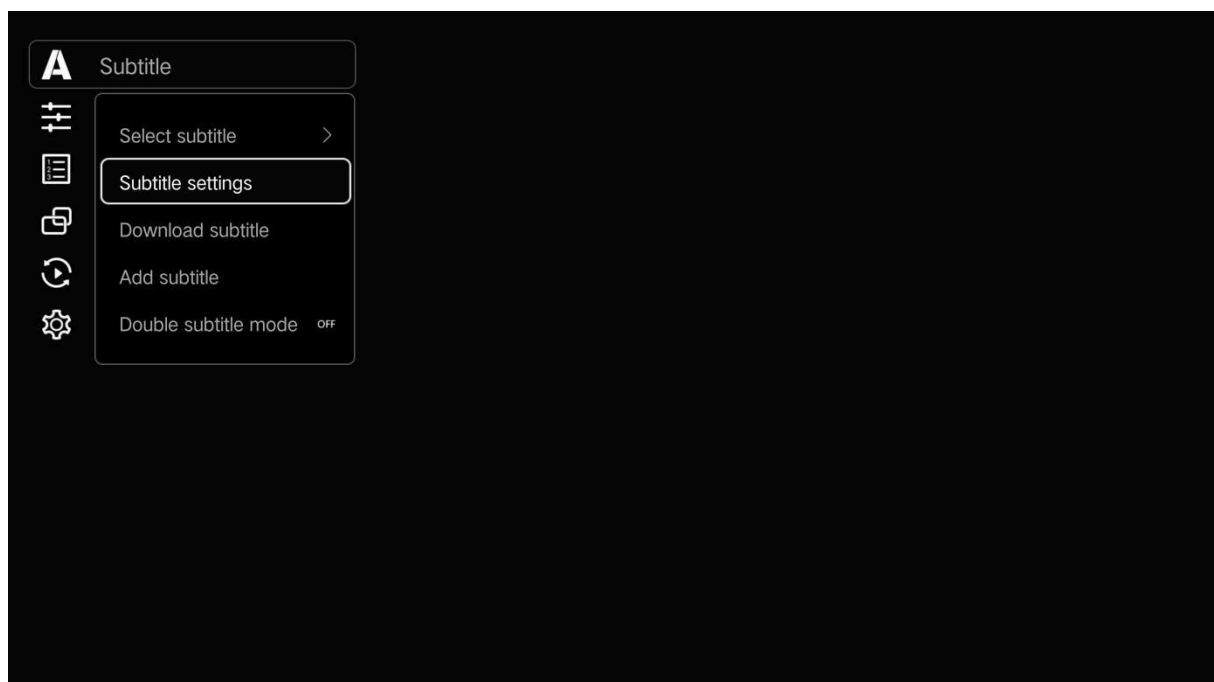 A Subtitle
Select subtitle >
Subtitle settings
Download subtitle
Add subtitle
Double subtitle mode OFF